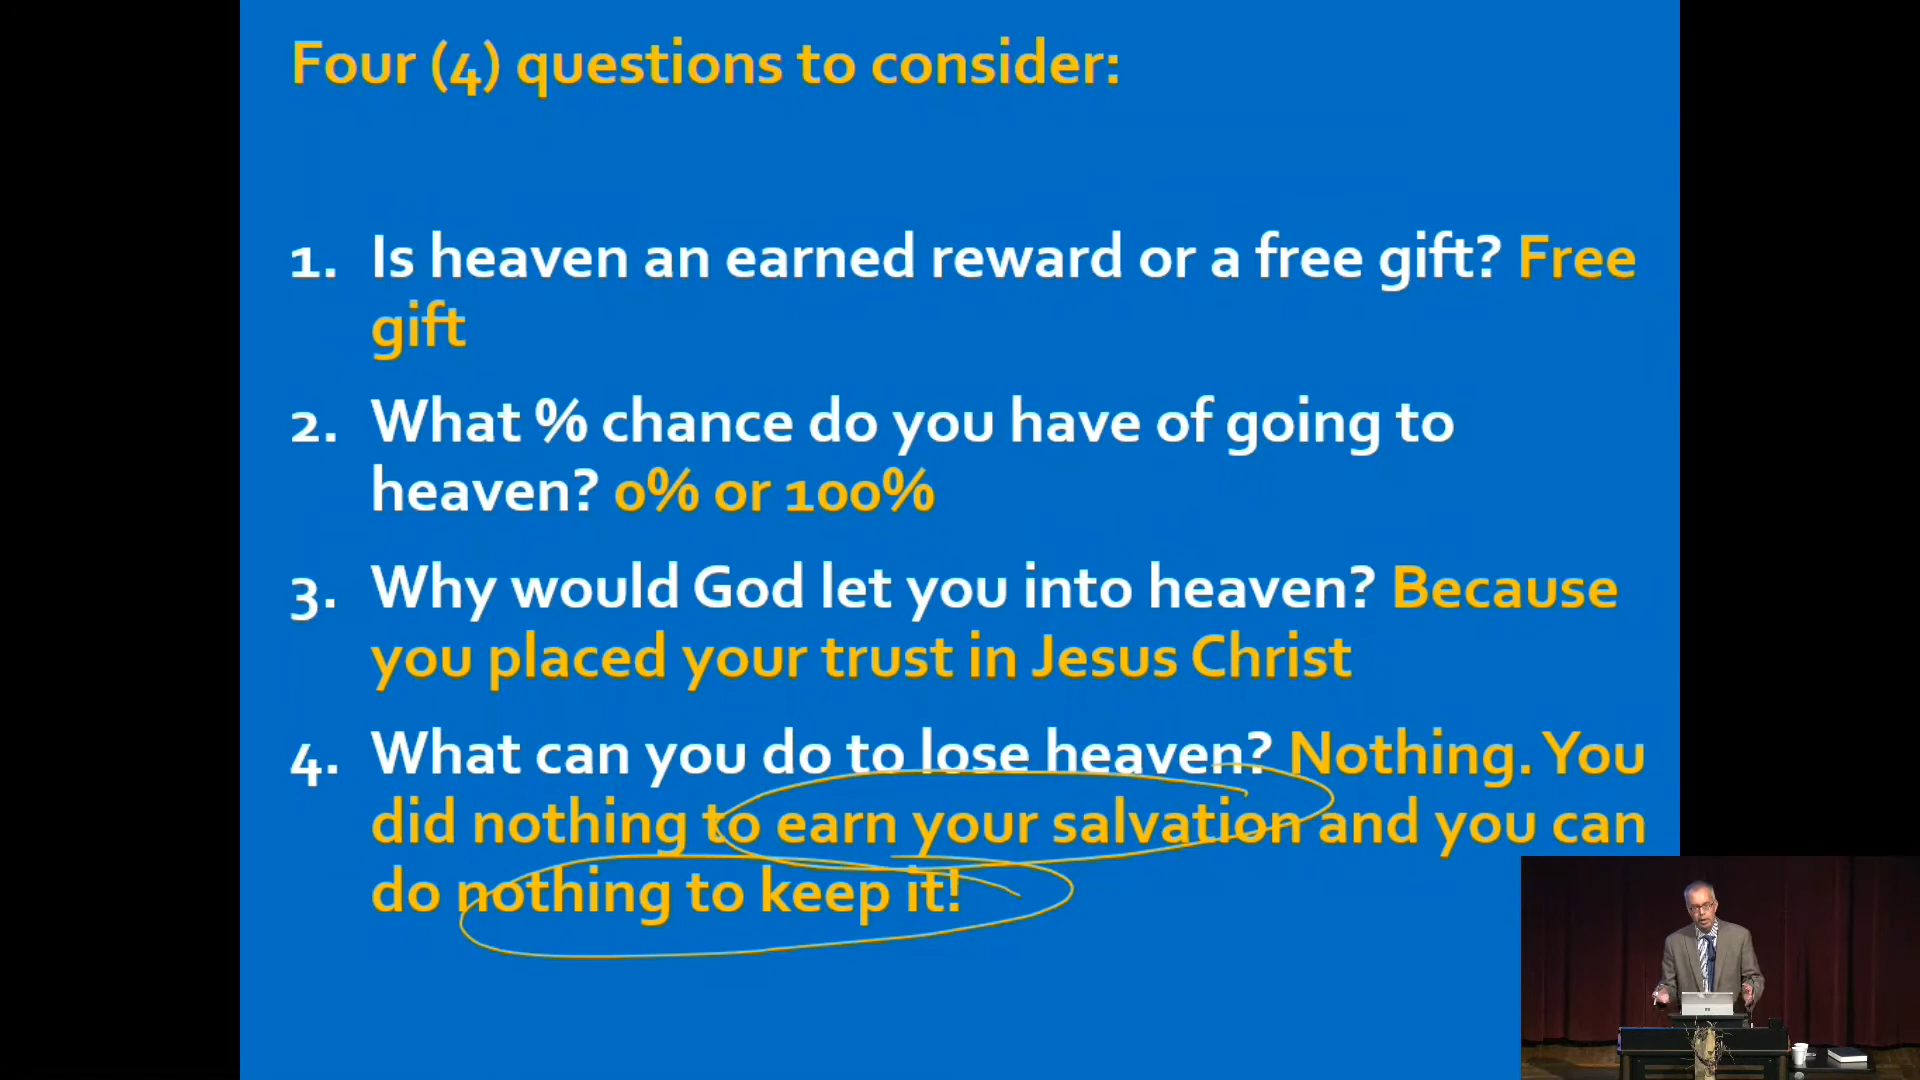 Four (4) questions to consider:
1. Is heaven an earned reward or a free gift? Free
gift
2. What % chance do you have of going to
heaven? 0% or 100%
3. Why would God let you into heaven? Because
you placed your trust in Jesus Christ
4. What can you do to lose heaven? Nothing. You
did nothing to earn your salvation and you can
do nothing to keep it!